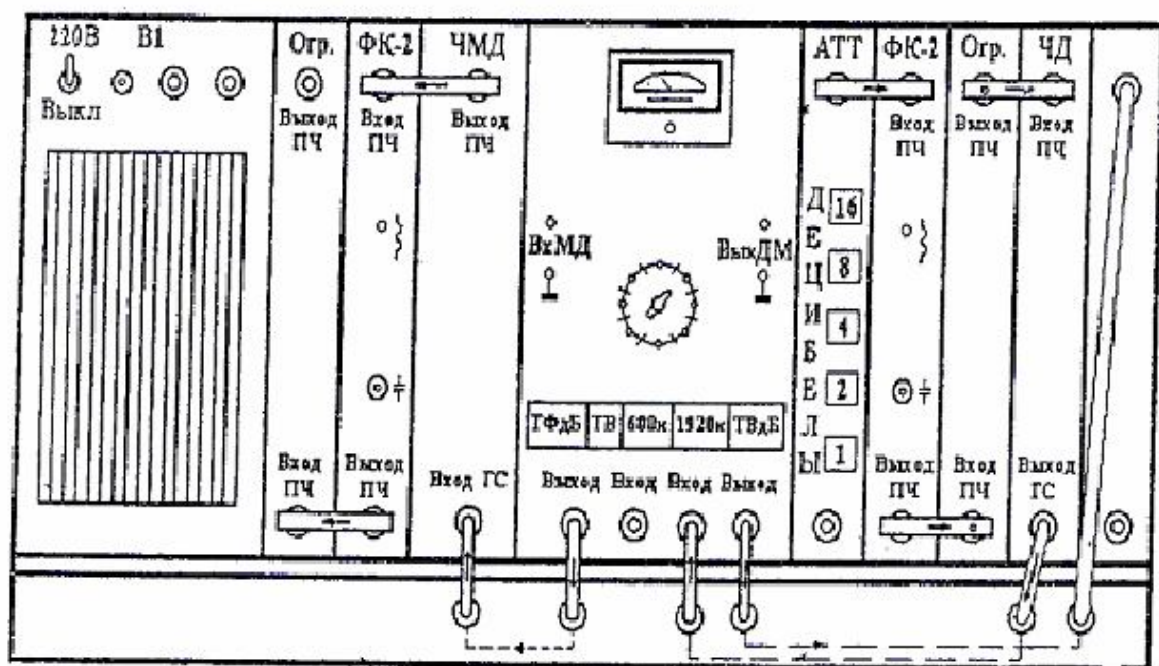 220В В1
Выкл
Огр.
Выход
ПЧ
Вход
ПЧ
ФК-2
Вход
ПЧ
Выход
ПЧ
ЧМД
Выход
ПЧ
Вход ГС
ВхМД
ВыхДМ
ТФдБ ТВ 600к 1920к ТВдБ
Выход Вход Вход Выход
АТТ
ДЕЦИБЕЛЫ
16
8
4
2
1
ФК-2
Вход
ПЧ
Выход
ПЧ
Огр.
Выход
ПЧ
Вход
ПЧ
ЧД
Вход
ПЧ
Выход
ГС